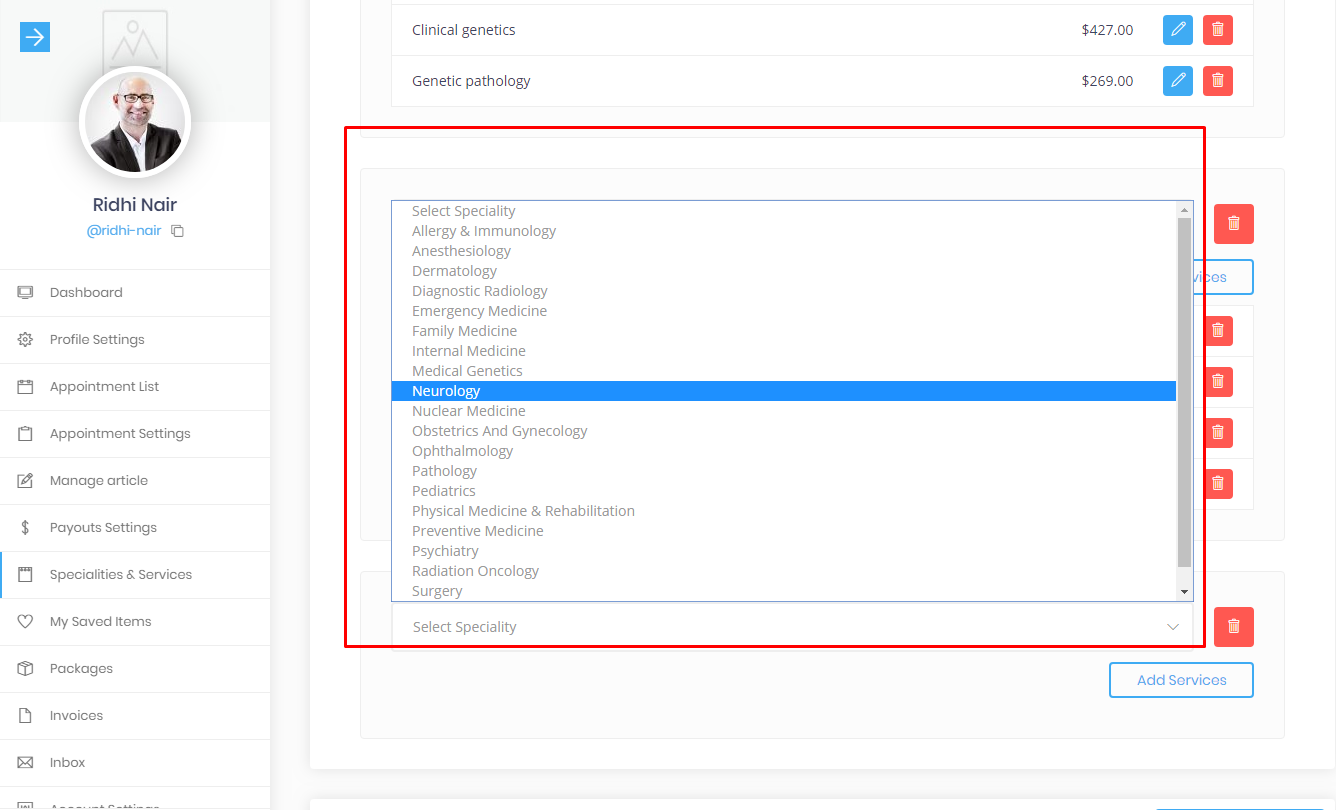 Ridhi Nair
@ridhi-nair
Dashboard
Profile Settings
Appointment List
Appointment Settings
Manage article
Payouts Settings
Specialities & Services
My Saved Items
Packages
Invoices
Inbox
Account Settings
Clinical genetics $427.00
Genetic pathology $269.00
Select Speciality
Allergy & Immunology
Anesthesiology
Dermatology
Diagnostic Radiology
Emergency Medicine
Family Medicine
Internal Medicine
Medical Genetics
Neurology
Nuclear Medicine
Obstetrics And Gynecology
Ophthalmology
Pathology
Pediatrics
Physical Medicine & Rehabilitation
Preventive Medicine
Psychiatry
Radiation Oncology
Surgery
vices
Select Speciality
Add Services